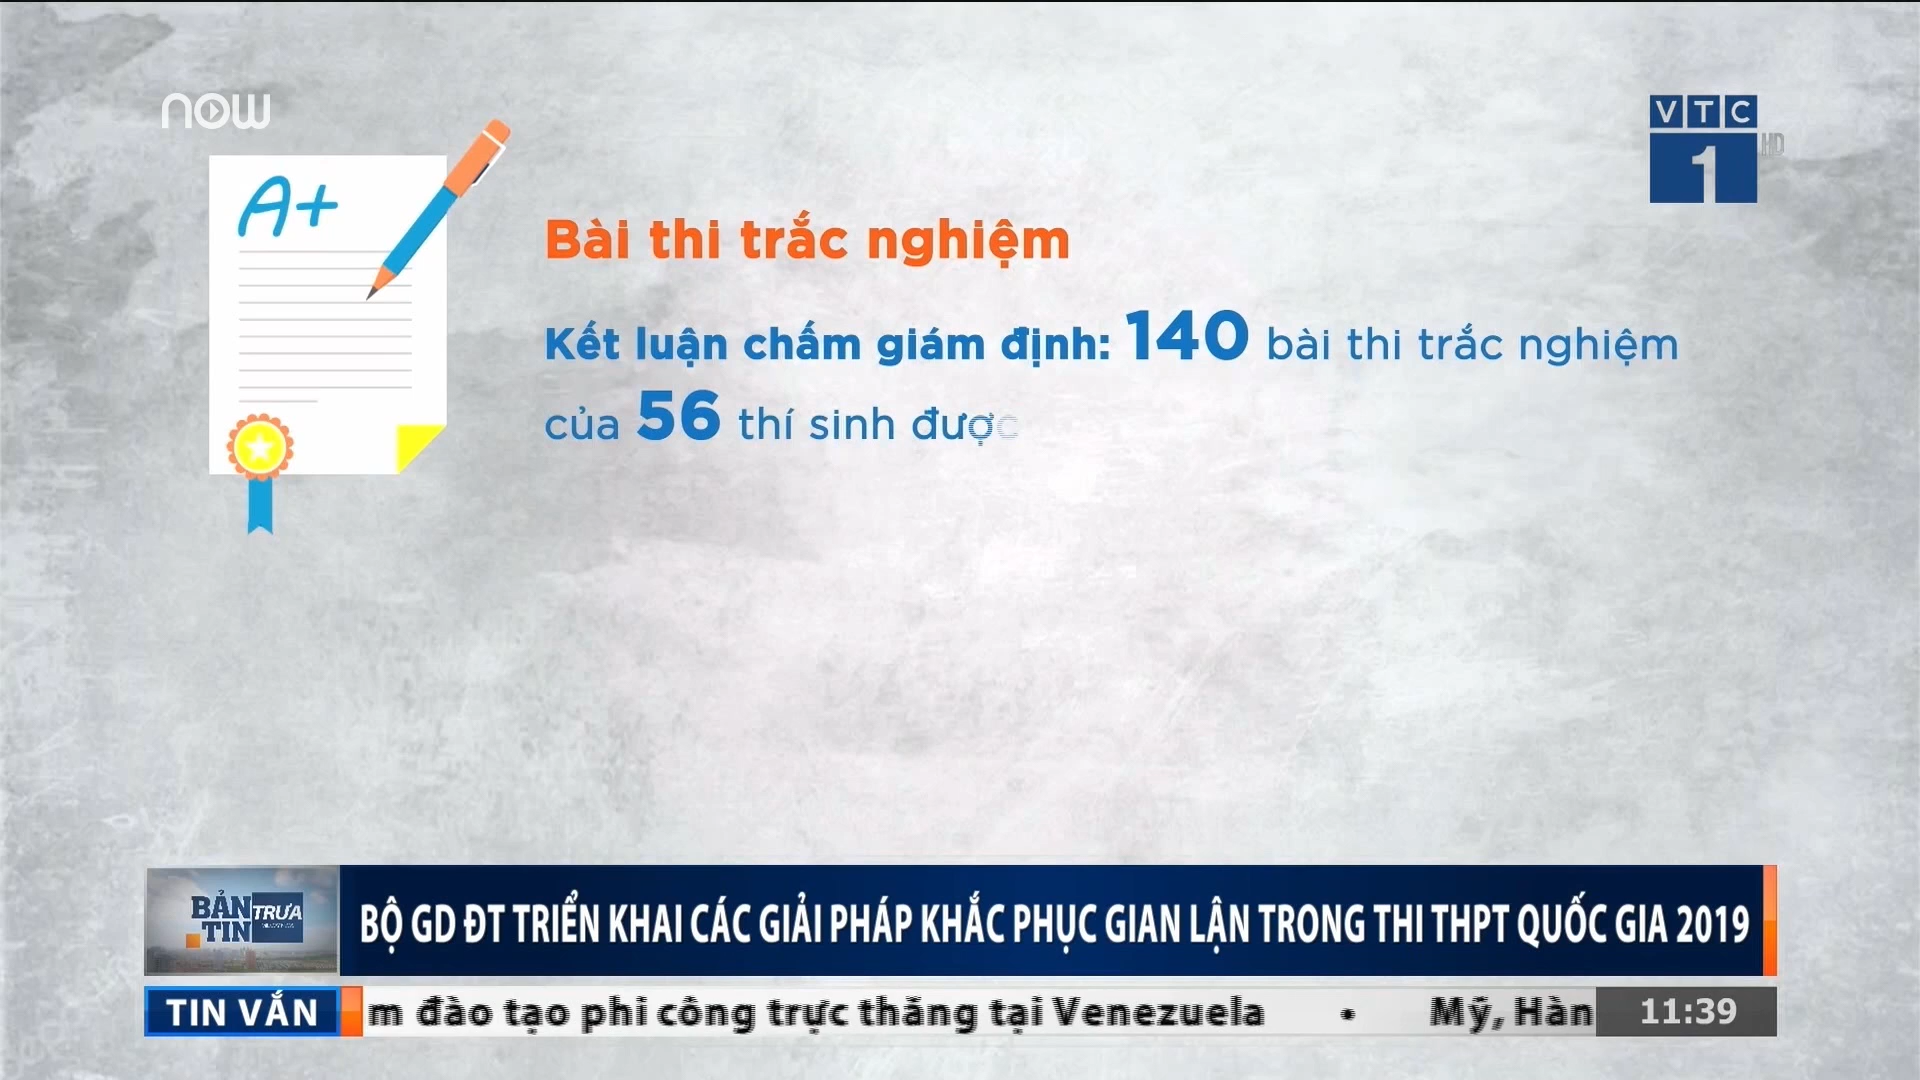 now
VTC
1
HD
A+
Bài thi trắc nghiệm
Kết luận chấm giám định: 140 bài thi trắc nghiệm
của 56 thí sinh được
BẢN TIN TRƯA
BỘ GD ĐT TRIỂN KHAI CÁC GIẢI PHÁP KHẮC PHỤC GIAN LẬN TRONG THI THPT QUỐC GIA 2019
TIN VẮN
m đào tạo phi công trực thăng tại Venezuela • Mỹ, Hàn
11:39